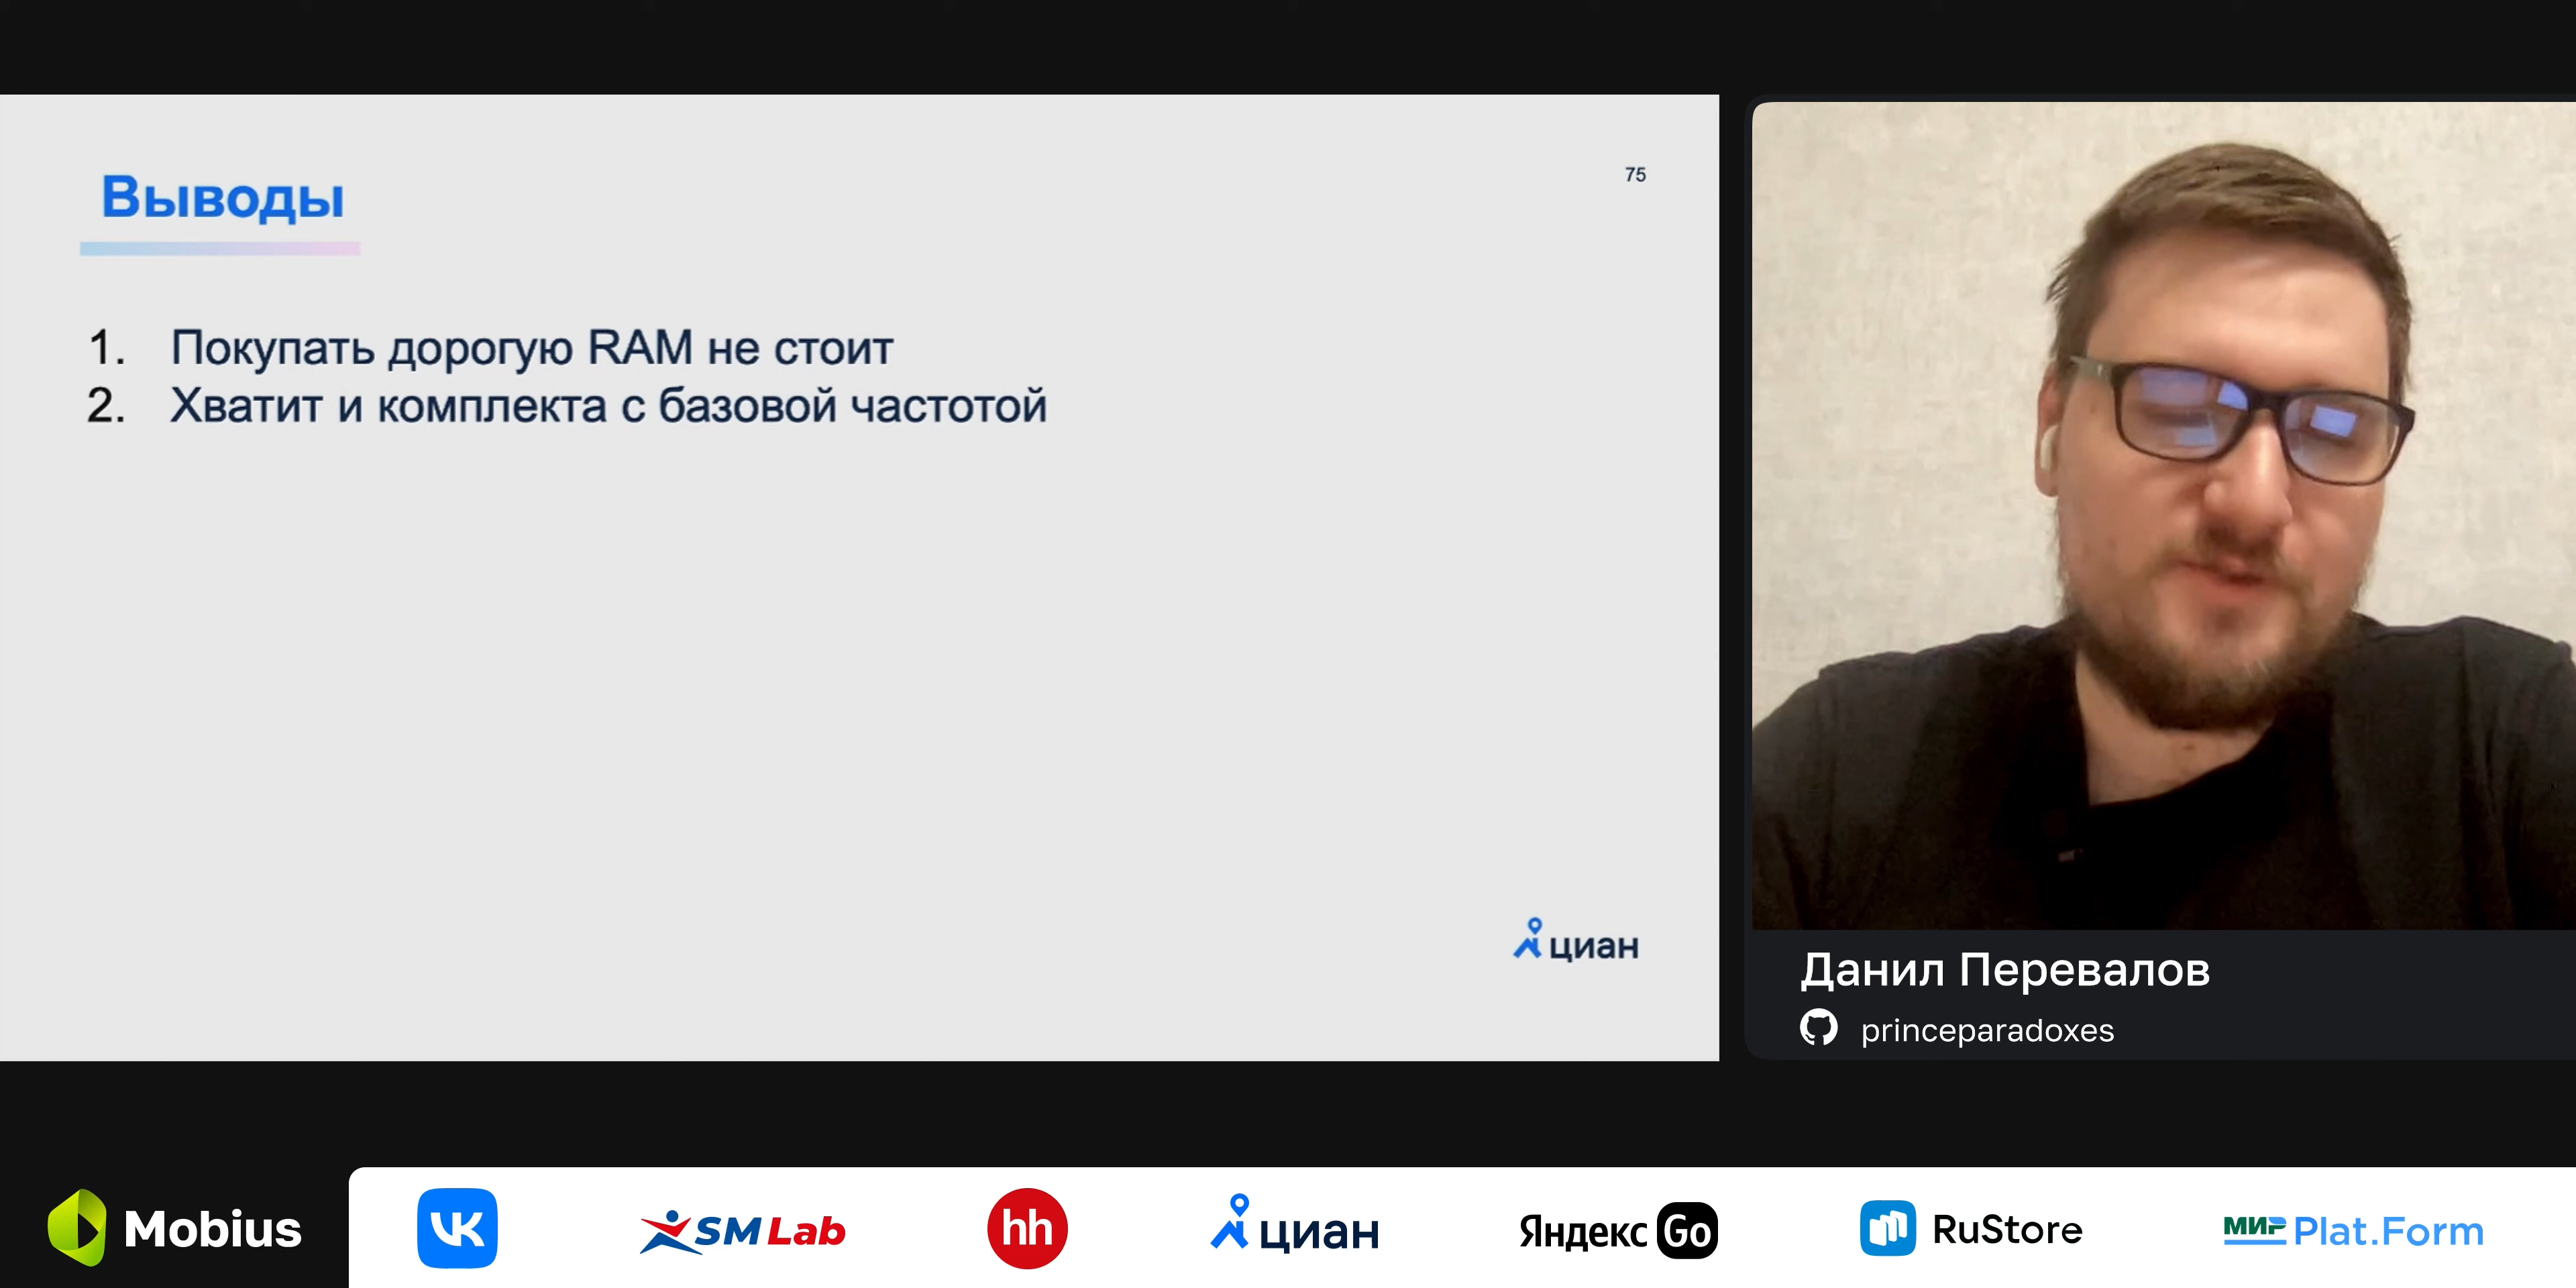 Выводы
75
1. Покупать дорогую RAM не стоит
2. Хватит и комплекта с базовой частотой
циан
Данил Перевалов
princeparadoxes
Mobius
VK
SM Lab
hh
циан
Яндекс Go
RuStore
МИР Plat.Form